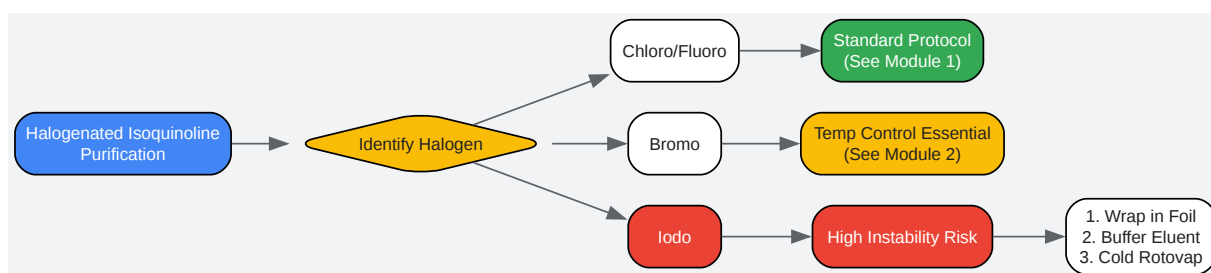 Halogenated Isoquinoline
Purification
Identify Halogen
Chloro/Fluoro
Standard Protocol
(See Module 1)
Bromo
Temp Control Essential
(See Module 2)
Iodo
High Instability Risk
1. Wrap in Foil
2. Buffer Eluent
3. Cold Rotovap